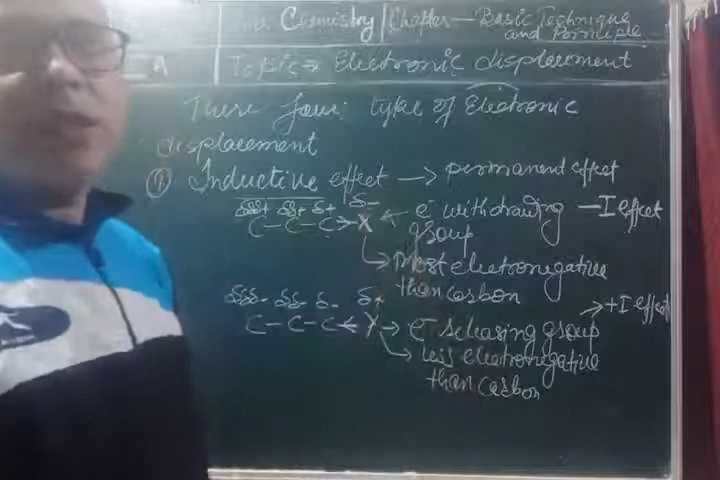 Chemistry / Chapter - Basic Technique
and Porniple
A
Topic → Electronic displacement
There four type of Electronic
displacement
(1) Inductive effect → permanent effect
δδδ+ δδ+ δ+ δ-
C - C - C > X ← e⁻ withdrawing group - I effect
↳ most electronegative
than carbon
δδδ- δδ- δ- δ+
C - C - C < Y → e⁻ releasing group → +I effect
↳ less electronegative
than carbon